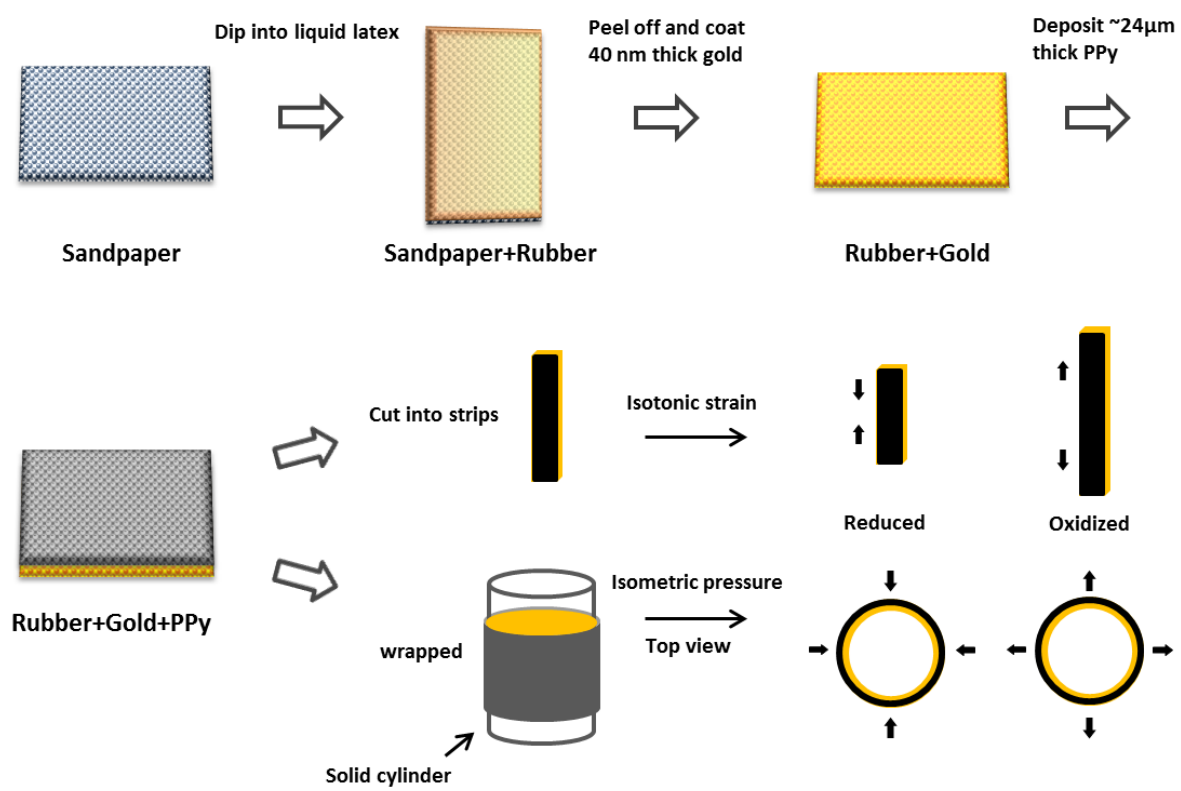 Dip into liquid latex
Peel off and coat
40 nm thick gold
Deposit ~24μm
thick PPy
Sandpaper
Sandpaper+Rubber
Rubber+Gold
Cut into strips
Isotonic strain
Reduced
Oxidized
Rubber+Gold+PPy
wrapped
Isometric pressure
Top view
Solid cylinder